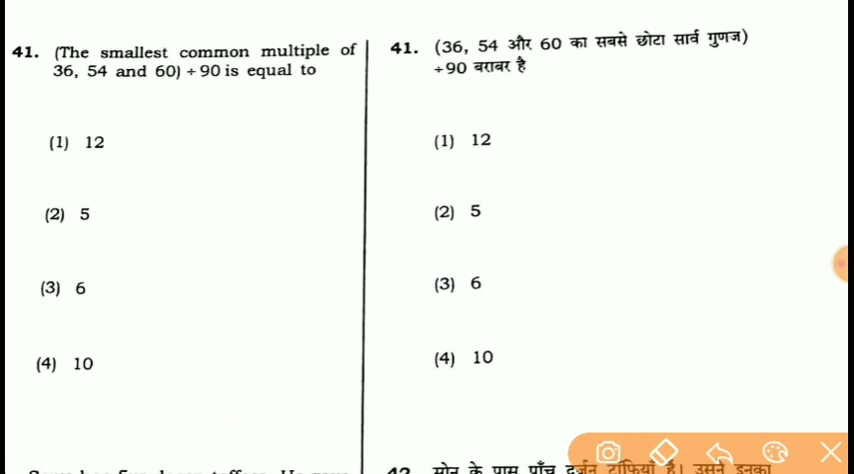 41. (The smallest common multiple of
36, 54 and 60) ÷ 90 is equal to
(1) 12
(2) 5
(3) 6
(4) 10
41. (36, 54 और 60 का सबसे छोटा सार्व गुणज)
÷90 बराबर है
(1) 12
(2) 5
(3) 6
(4) 10
42. मोन के पास पाँच दर्जन टॉफियाँ हैं। उसने इनका